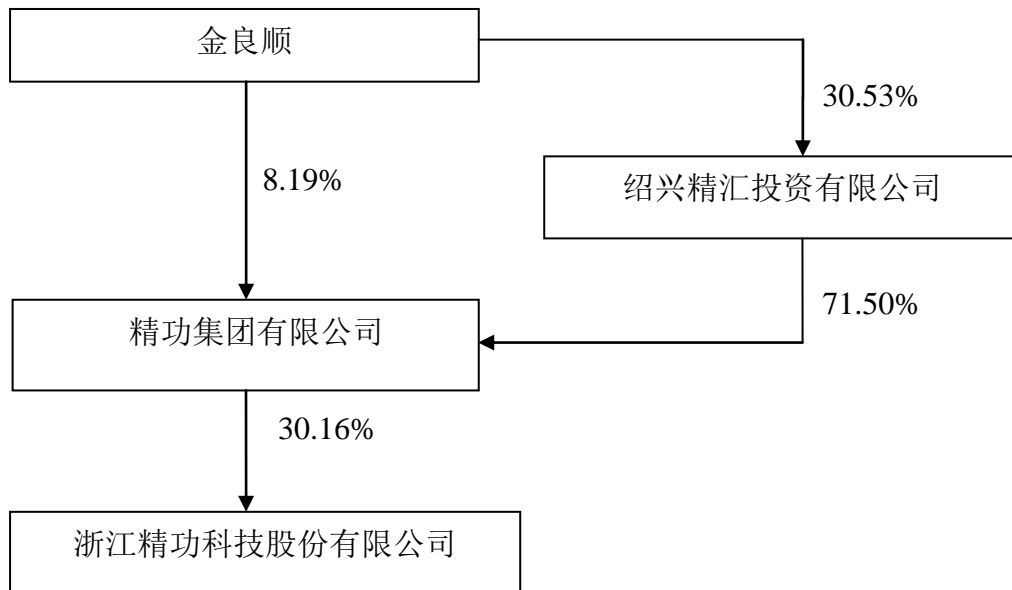 金良顺
30.53%
8.19%
绍兴精汇投资有限公司
71.50%
精功集团有限公司
30.16%
浙江精功科技股份有限公司